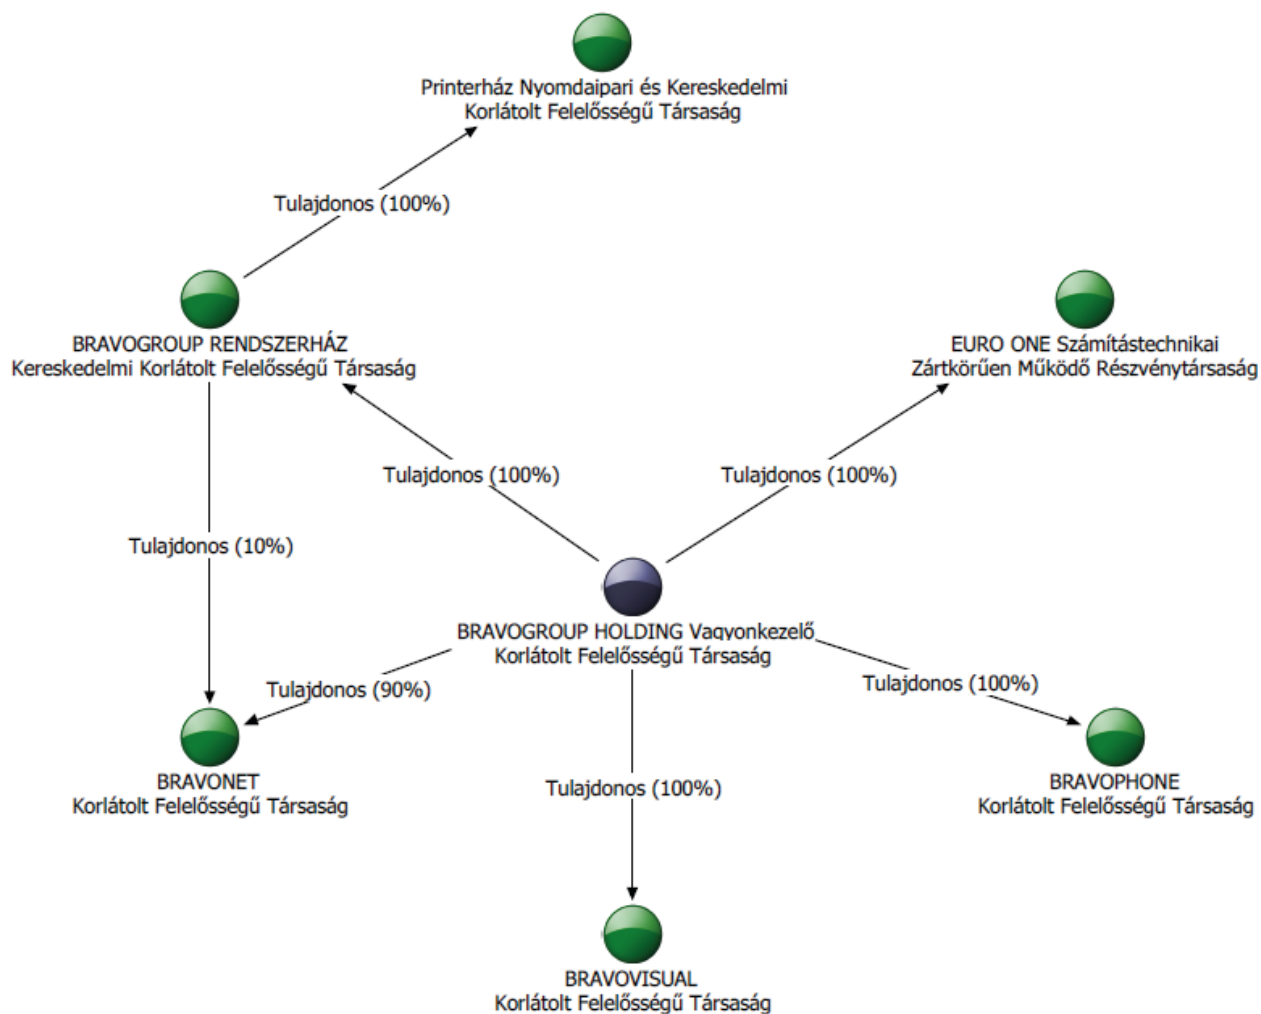 Printerház Nyomdaipari és Kereskedelmi
Korlátolt Felelősségű Társaság
Tulajdonos (100%)
BRAVOGROUP RENDSZERHÁZ
Kereskedelmi Korlátolt Felelősségű Társaság
EURO ONE Számítástechnikai
Zártkörűen Működő Részvénytársaság
Tulajdonos (100%)
Tulajdonos (100%)
Tulajdonos (10%)
BRAVOGROUP HOLDING Vagyonkezelő
Korlátolt Felelősségű Társaság
Tulajdonos (90%)
Tulajdonos (100%)
BRAVONET
Korlátolt Felelősségű Társaság
Tulajdonos (100%)
BRAVOPHONE
Korlátolt Felelősségű Társaság
BRAVOVISUAL
Korlátolt Felelősségű Társaság